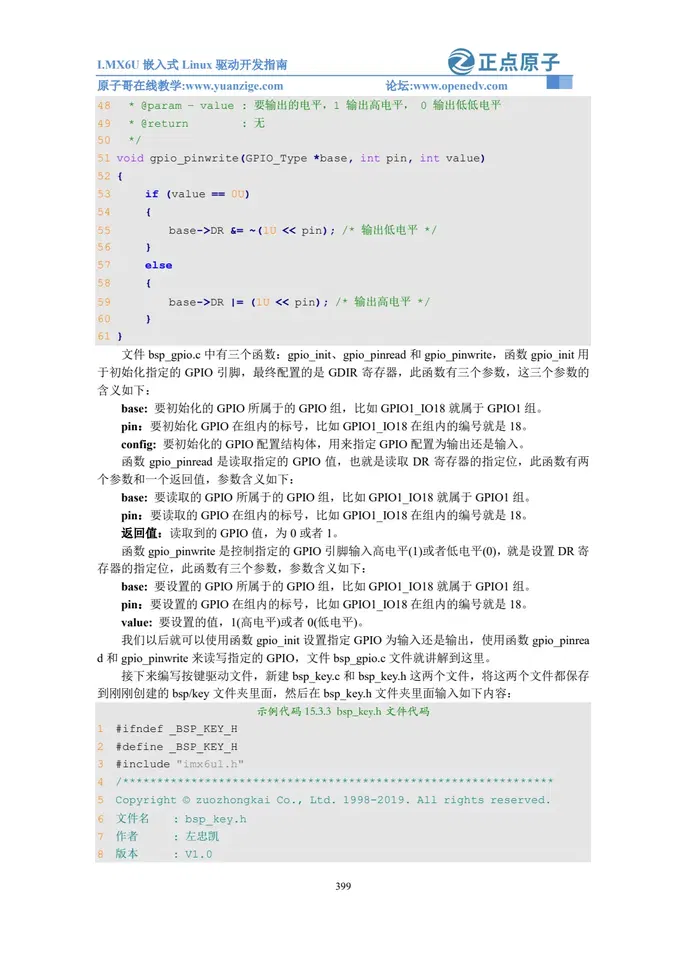 I.MX6U 嵌入式 Linux 驱动开发指南
正点原子
原子哥在线教学:www.yuanzige.com 论坛:www.openedv.com
48 * @param - value : 要输出的电平，1 输出高电平， 0 输出低低电平
49 * @return : 无
50 */
51 void gpio_pinwrite(GPIO_Type *base, int pin, int value)
52 {
53 if (value == 0U)
54 {
55 base->DR &= ~(1U << pin); /* 输出低电平 */
56 }
57 else
58 {
59 base->DR |= (1U << pin); /* 输出高电平 */
60 }
61 }
文件 bsp_gpio.c 中有三个函数：gpio_init、gpio_pinread 和 gpio_pinwrite，函数 gpio_init 用
于初始化指定的 GPIO 引脚，最终配置的是 GDIR 寄存器，此函数有三个参数，这三个参数的
含义如下：
base: 要初始化的 GPIO 所属于的 GPIO 组，比如 GPIO1_IO18 就属于 GPIO1 组。
pin：要初始化 GPIO 在组内的标号，比如 GPIO1_IO18 在组内的编号就是 18。
config: 要初始化的 GPIO 配置结构体，用来指定 GPIO 配置为输出还是输入。
函数 gpio_pinread 是读取指定的 GPIO 值，也就是读取 DR 寄存器的指定位，此函数有两
个参数和一个返回值，参数含义如下：
base: 要读取的 GPIO 所属于的 GPIO 组，比如 GPIO1_IO18 就属于 GPIO1 组。
pin：要读取的 GPIO 在组内的标号，比如 GPIO1_IO18 在组内的编号就是 18。
返回值：读取到的 GPIO 值，为 0 或者 1。
函数 gpio_pinwrite 是控制指定的 GPIO 引脚输入高电平(1)或者低电平(0)，就是设置 DR 寄
存器的指定位，此函数有三个参数，参数含义如下：
base: 要设置的 GPIO 所属于的 GPIO 组，比如 GPIO1_IO18 就属于 GPIO1 组。
pin：要设置的 GPIO 在组内的标号，比如 GPIO1_IO18 在组内的编号就是 18。
value: 要设置的值，1(高电平)或者 0(低电平)。
我们以后就可以使用函数 gpio_init 设置指定 GPIO 为输入还是输出，使用函数 gpio_pinrea
d 和 gpio_pinwrite 来读写指定的 GPIO，文件 bsp_gpio.c 文件就讲解到这里。
接下来编写按键驱动文件，新建 bsp_key.c 和 bsp_key.h 这两个文件，将这两个文件都保存
到刚刚创建的 bsp/key 文件夹里面，然后在 bsp_key.h 文件夹里面输入如下内容：
示例代码 15.3.3 bsp_key.h 文件代码
1 #ifndef _BSP_KEY_H
2 #define _BSP_KEY_H
3 #include "imx6ul.h"
4 /***************************************************************
5 Copyright © zuozhongkai Co., Ltd. 1998-2019. All rights reserved.
6 文件名 : bsp_key.h
7 作者 : 左忠凯
8 版本 : V1.0
399